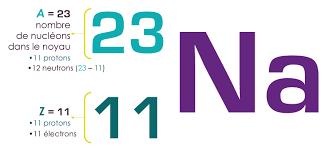 A = 23
nombre
de nucléons
dans le noyau
• 11 protons
• 12 neutrons (23 – 11)
23
Na
Z = 11
• 11 protons
• 11 électrons
11